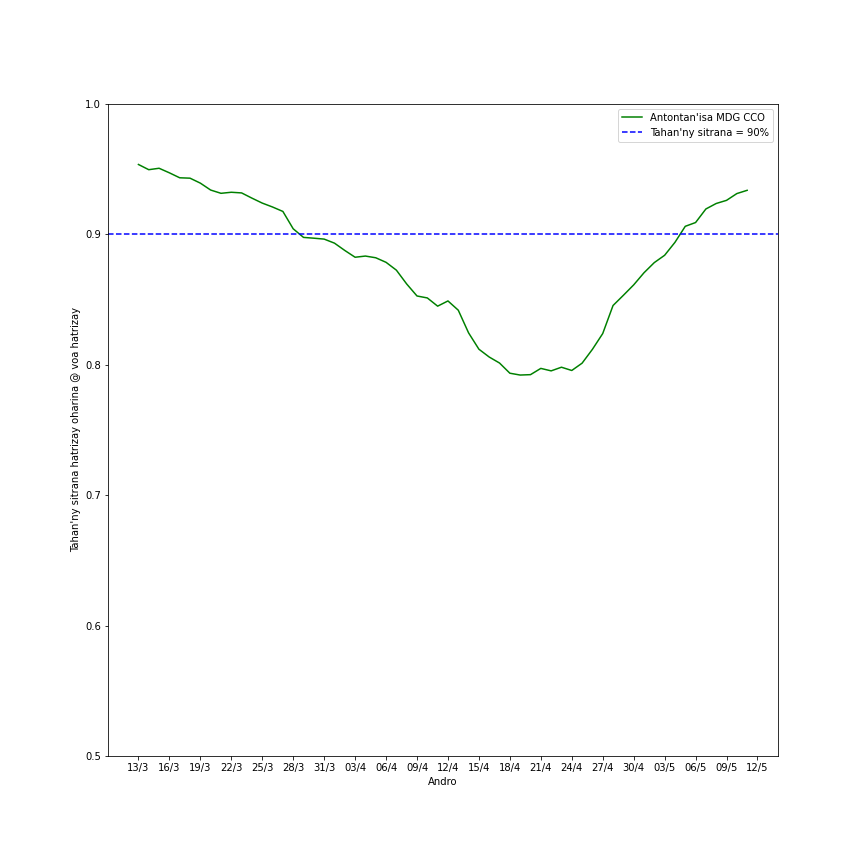 Antontan'isa MDG CCO
Tahan'ny sitrana = 90%
1.0
0.9
0.8
0.7
0.6
0.5
Tahan'ny sitrana hatrizay oharina @ voa hatrizay
13/3 16/3 19/3 22/3 25/3 28/3 31/3 03/4 06/4 09/4 12/4 15/4 18/4 21/4 24/4 27/4 30/4 03/5 06/5 09/5 12/5
Andro